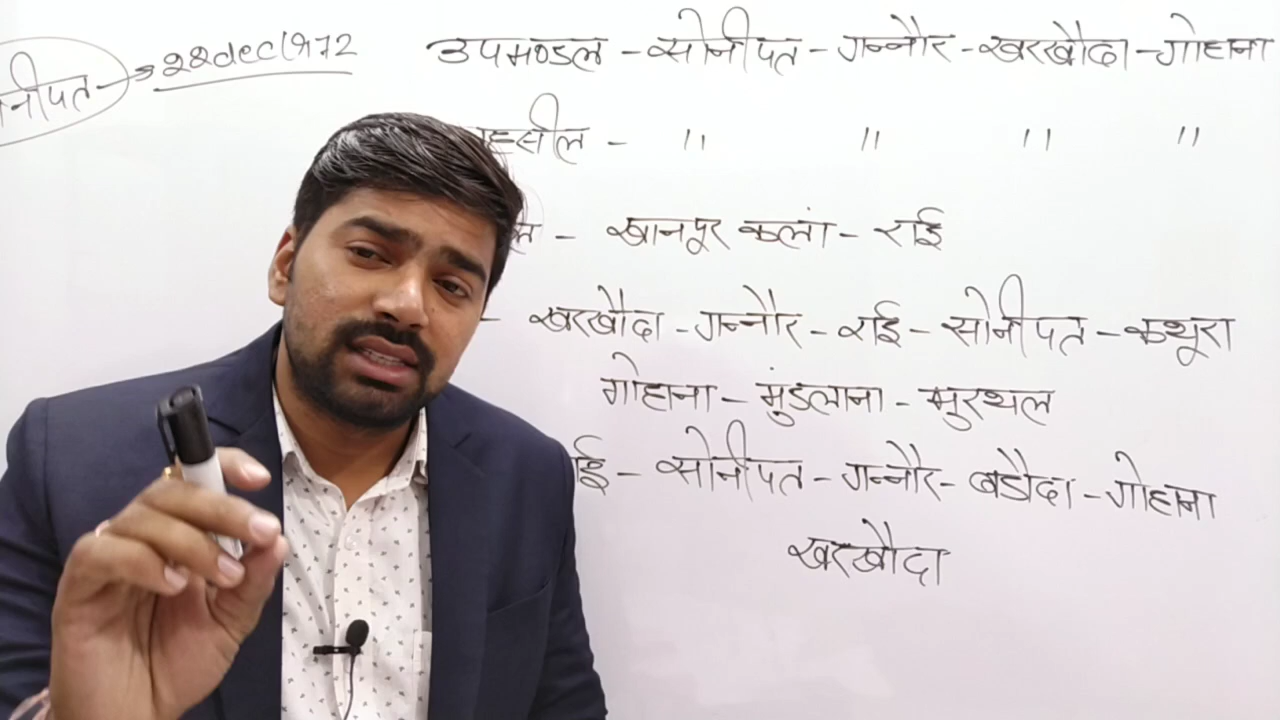 नीपत → 22dec1972
उपमण्डल - सोनीपत - गन्नौर - खरखौदा - गोहाना
हसील - " " " "
ल - खानपूर कलां - राई
- खरखौदा - गन्नौर - राई - सोनीपत - कथूरा
गोहाना - मुंडलाना - मुरथल
ाई - सोनीपत - गन्नौर - बडौदा - गोहाना
खरखौदा